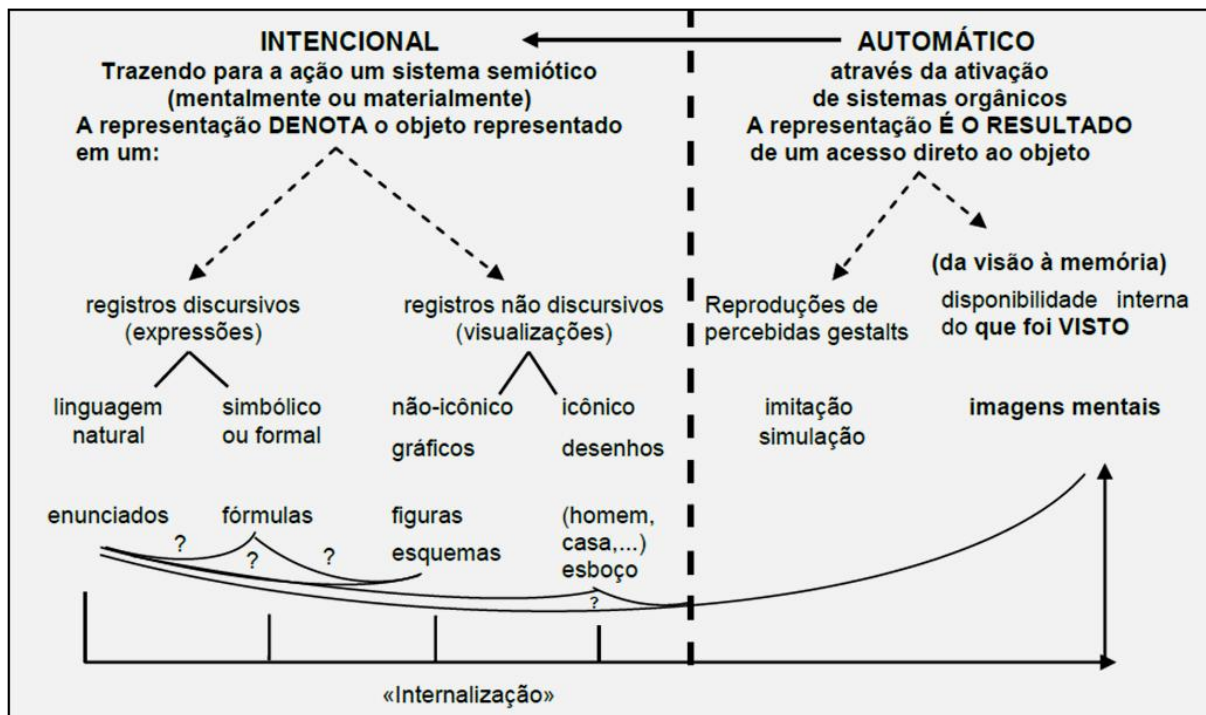 INTENCIONAL
Trazendo para a ação um sistema semiótico
(mentalmente ou materialmente)
A representação DENOTA o objeto representado
em um:
AUTOMÁTICO
através da ativação
de sistemas orgânicos
A representação É O RESULTADO
de um acesso direto ao objeto
registros discursivos
(expressões)
registros não discursivos
(visualizações)
Reproduções de
percebidas gestalts
(da visão à memória)
disponibilidade interna
do que foi VISTO
linguagem
natural
simbólico
ou formal
não-icônico
gráficos
icônico
desenhos
imitação
simulação
imagens mentais
enunciados
fórmulas
figuras
esquemas
(homem,
casa,...)
esboço
?
?
?
?
«Internalização»